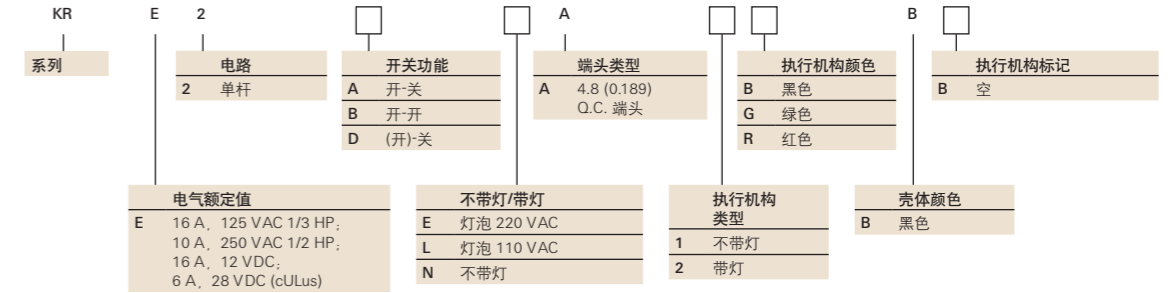 KR E 2 A B
系列
电路
2 单杆
开关功能
A 开-关
B 开-开
D (开)-关
端头类型
A 4.8 (0.189)
Q.C. 端头
执行机构颜色
B 黑色
G 绿色
R 红色
执行机构标记
B 空
电气额定值
E 16 A，125 VAC 1/3 HP；
10 A，250 VAC 1/2 HP；
16 A，12 VDC；
6 A，28 VDC (cULus)
不带灯/带灯
E 灯泡 220 VAC
L 灯泡 110 VAC
N 不带灯
执行机构
类型
1 不带灯
2 带灯
壳体颜色
B 黑色